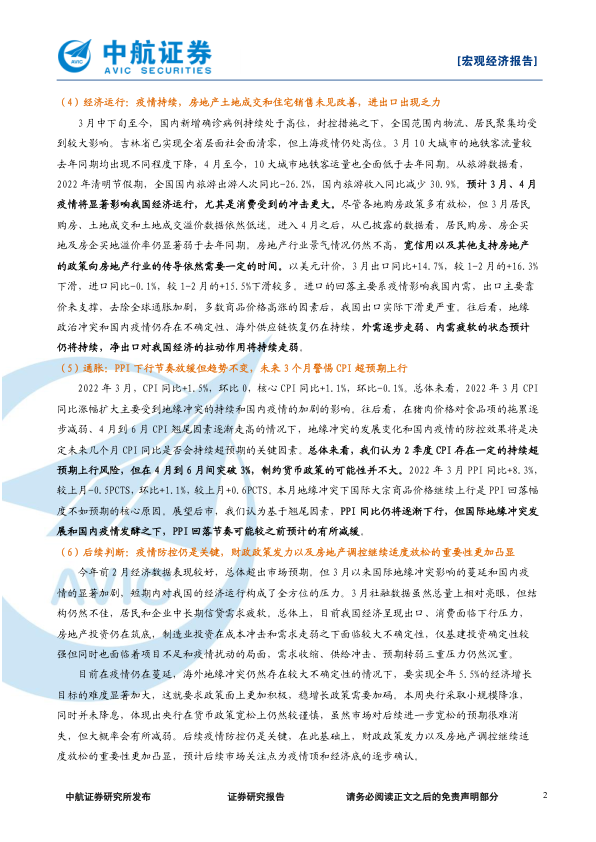 中航证券
AVIC SECURITIES
[宏观经济报告]
（4）经济运行：疫情持续，房地产土地成交和住宅销售未见改善，进出口出现乏力
3 月中下旬至今，国内新增确诊病例持续处于高位，封控措施之下，全国范围内物流、居民聚集均受
到较大影响。吉林省已实现全省层面社会面清零，但上海疫情仍处高位。3 月 10 大城市的地铁客流量较
去年同期均出现不同程度下降，4 月至今，10 大城市地铁客运量也全面低于去年同期。从旅游数据看，
2022 年清明节假期，全国国内旅游出游人次同比-26.2%，国内旅游收入同比减少 30.9%。预计 3 月、4 月
疫情将显著影响我国经济运行，尤其是消费受到的冲击更大。尽管各地购房政策多有放松，但 3 月居民
购房、土地成交和土地成交溢价数据依然低迷。进入 4 月之后，从已披露的数据看，居民购房、房企买
地及房企买地溢价率仍显著弱于去年同期。房地产行业景气情况仍然不高，宽信用以及其他支持房地产
的政策向房地产行业的传导依然需要一定的时间。以美元计价，3 月出口同比+14.7%，较 1-2 月的+16.3%
下滑，进口同比-0.1%，较 1-2 月的+15.5%下滑较多。进口的回落主要系疫情影响我国内需，出口主要靠
价来支撑，去除全球通胀加剧，多数商品价格高涨的因素后，我国出口实际下滑更严重。往后看，地缘
政治冲突和国内疫情仍存在不确定性、海外供应链恢复仍在持续，外需逐步走弱、内需疲软的状态预计
仍将持续，净出口对我国经济的拉动作用将持续走弱。
（5）通胀：PPI 下行节奏放缓但趋势不变，未来 3 个月警惕 CPI 超预期上行
2022 年 3 月，CPI 同比+1.5%，环比 0，核心 CPI 同比+1.1%，环比-0.1%。总体来看，2022 年 3 月 CPI
同比涨幅扩大主要受到地缘冲突的持续和国内疫情的加剧的影响。往后看，在猪肉价格对食品项的拖累逐
步减弱、4 月到 6 月 CPI 翘尾因素逐渐走高的情况下，地缘冲突的发展变化和国内疫情的防控效果将是决
定未来几个月 CPI 同比是否会持续超预期的关键因素。总体来看，我们认为 2 季度 CPI 存在一定的持续超
预期上行风险，但在 4 月到 6 月间突破 3%，制约货币政策的可能性并不大。2022 年 3 月 PPI 同比+8.3%，
较上月-0.5PCTS，环比+1.1%，较上月+0.6PCTS。本月地缘冲突下国际大宗商品价格继续上行是 PPI 回落幅
度不如预期的核心原因。展望后市，我们认为基于翘尾因素，PPI 同比仍将逐渐下行，但国际地缘冲突发
展和国内疫情发酵之下，PPI 回落节奏可能较之前预计的有所减缓。
（6）后续判断：疫情防控仍是关键，财政政策发力以及房地产调控继续适度放松的重要性更加凸显
今年前 2 月经济数据表现较好，总体超出市场预期。但 3 月以来国际地缘冲突影响的蔓延和国内疫
情的显著加剧，短期内对我国的经济运行构成了全方位的压力。3 月社融数据虽然总量上相对亮眼，但结
构仍然不佳，居民和企业中长期信贷需求疲软。总体上，目前我国经济呈现出口、消费面临下行压力，
房地产投资仍在筑底，制造业投资在成本冲击和需求走弱之下面临较大不确定性，仅基建投资确定性较
强但同时也面临着项目不足和疫情扰动的局面，需求收缩、供给冲击、预期转弱三重压力仍然沉重。
目前在疫情仍在蔓延，海外地缘冲突仍然存在较大不确定性的情况下，要实现全年 5.5%的经济增长
目标的难度显著加大，这就要求政策面上更加积极，稳增长政策需要加码。本周央行采取小规模降准，
同时并未降息，体现出央行在货币政策宽松上仍然较谨慎，虽然市场对后续进一步宽松的预期很难消
失，但大概率会有所减弱。后续疫情防控仍是关键，在此基础上，财政政策发力以及房地产调控继续适
度放松的重要性更加凸显，预计后续市场关注点为疫情顶和经济底的逐步确认。
AVIC
中航证券研究所发布 证券研究报告 请务必阅读正文之后的免责声明部分 2